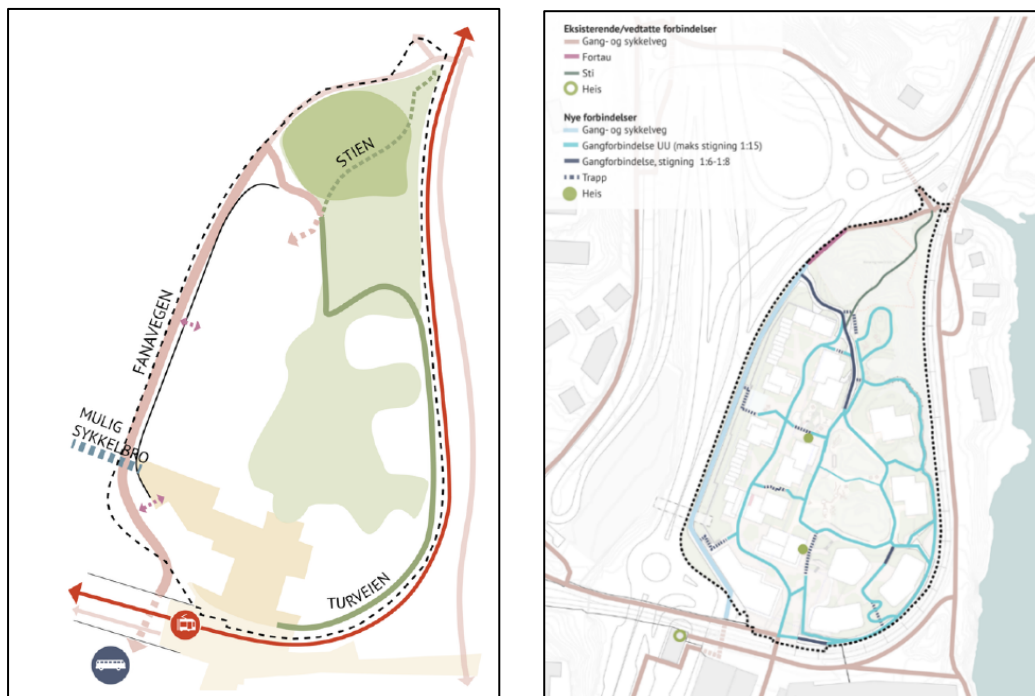 STIEN
FANAVEGEN
MULIG
SYKKELBRO
TURVEIEN
Eksisterende/vedtatte forbindelser
Gang- og sykkelveg
Fortau
Sti
Heis
Nye forbindelser
Gang- og sykkelveg
Gangforbindelse UU (maks stigning 1:15)
Gangforbindelse, stigning 1:6-1:8
Trapp
Heis